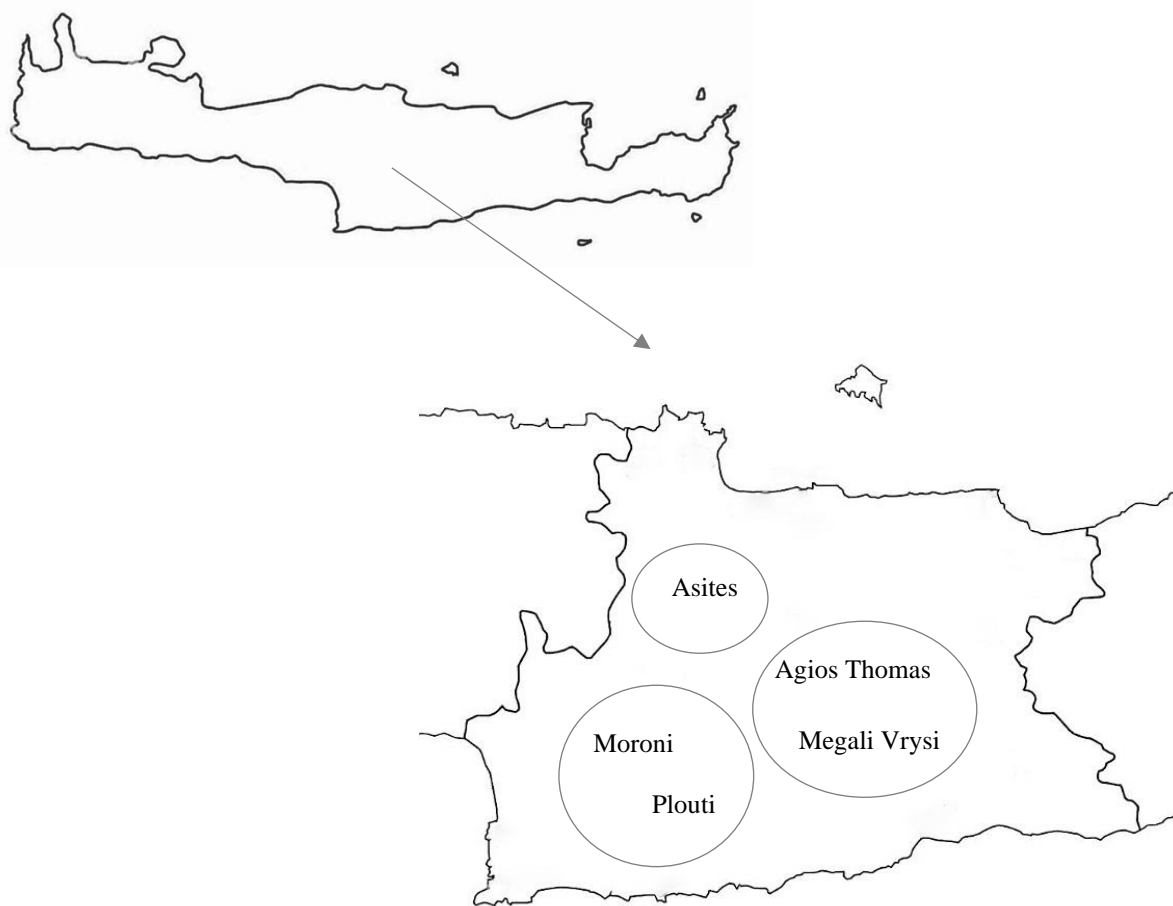 Asites
Agios Thomas
Megali Vrysi
Moroni
Plouti